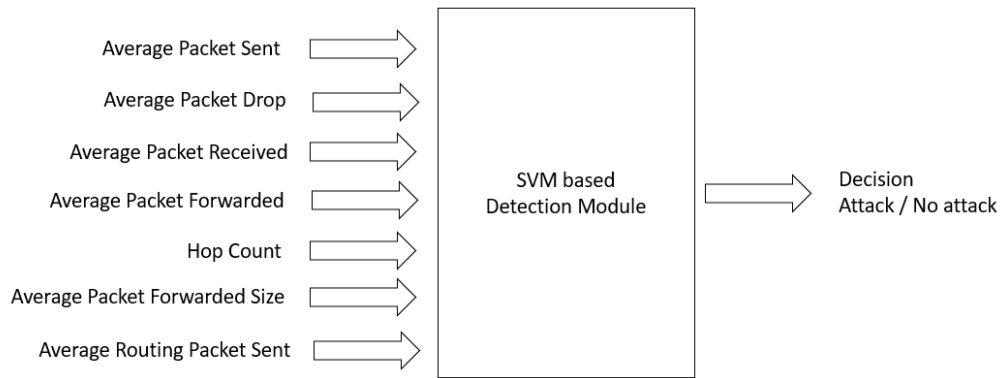 Average Packet Sent
Average Packet Drop
Average Packet Received
Average Packet Forwarded
Hop Count
Average Packet Forwarded Size
Average Routing Packet Sent
SVM based
Detection Module
Decision
Attack / No attack